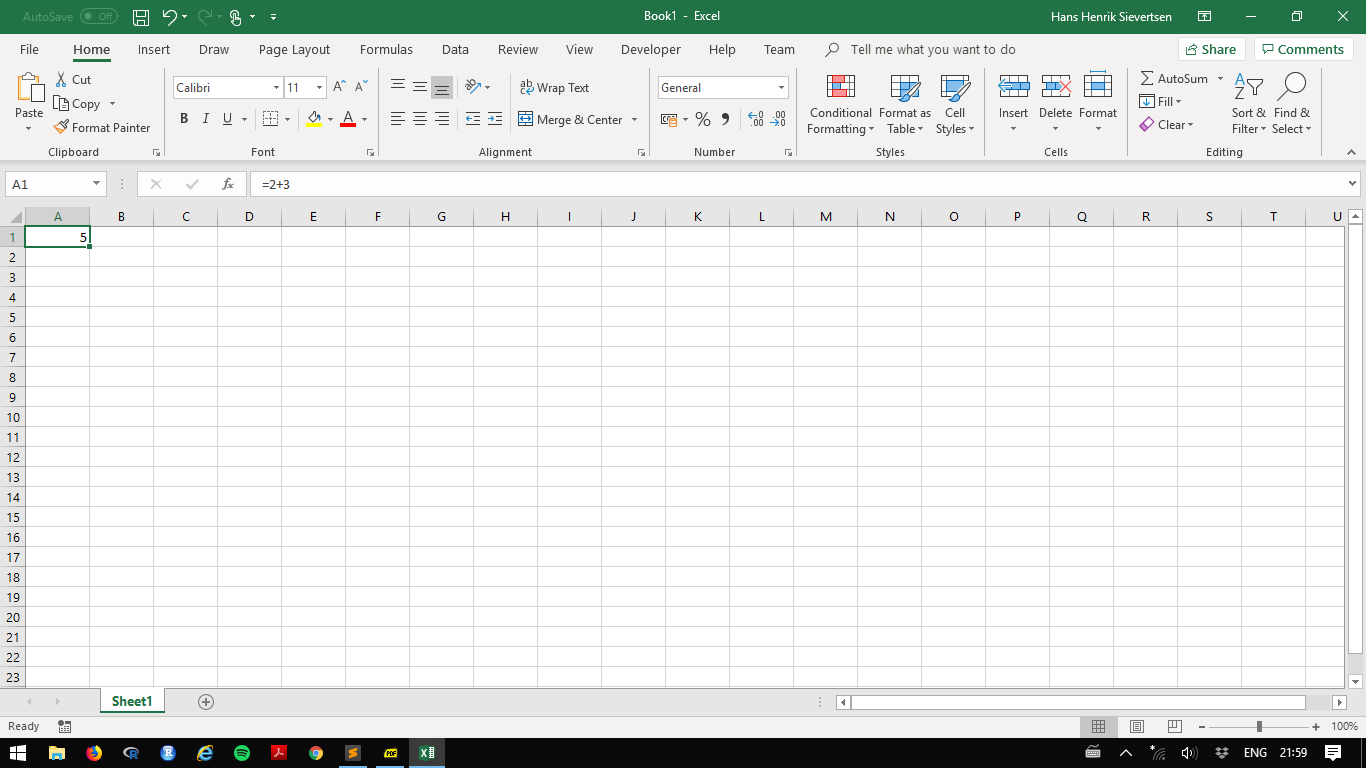 AutoSave Off Book1 - Excel Hans Henrik Sievertsen
File Home Insert Draw Page Layout Formulas Data Review View Developer Help Team Tell me what you want to do Share Comments
Paste
Cut
Copy
Format Painter
Clipboard
Calibri 11
B I U A
Font
ab Wrap Text
Merge & Center
Alignment
General
% , .00 .0
Number
Conditional Formatting
Format as Table
Cell Styles
Styles
Insert Delete Format
Cells
AutoSum
Fill
Clear
Sort & Filter
Find & Select
Editing
A1 fx =2+3
A B C D E F G H I J K L M N O P Q R S T U
1 5
2
3
4
5
6
7
8
9
10
11
12
13
14
15
16
17
18
19
20
21
22
23
Sheet1
Ready 100%
ENG 21:59